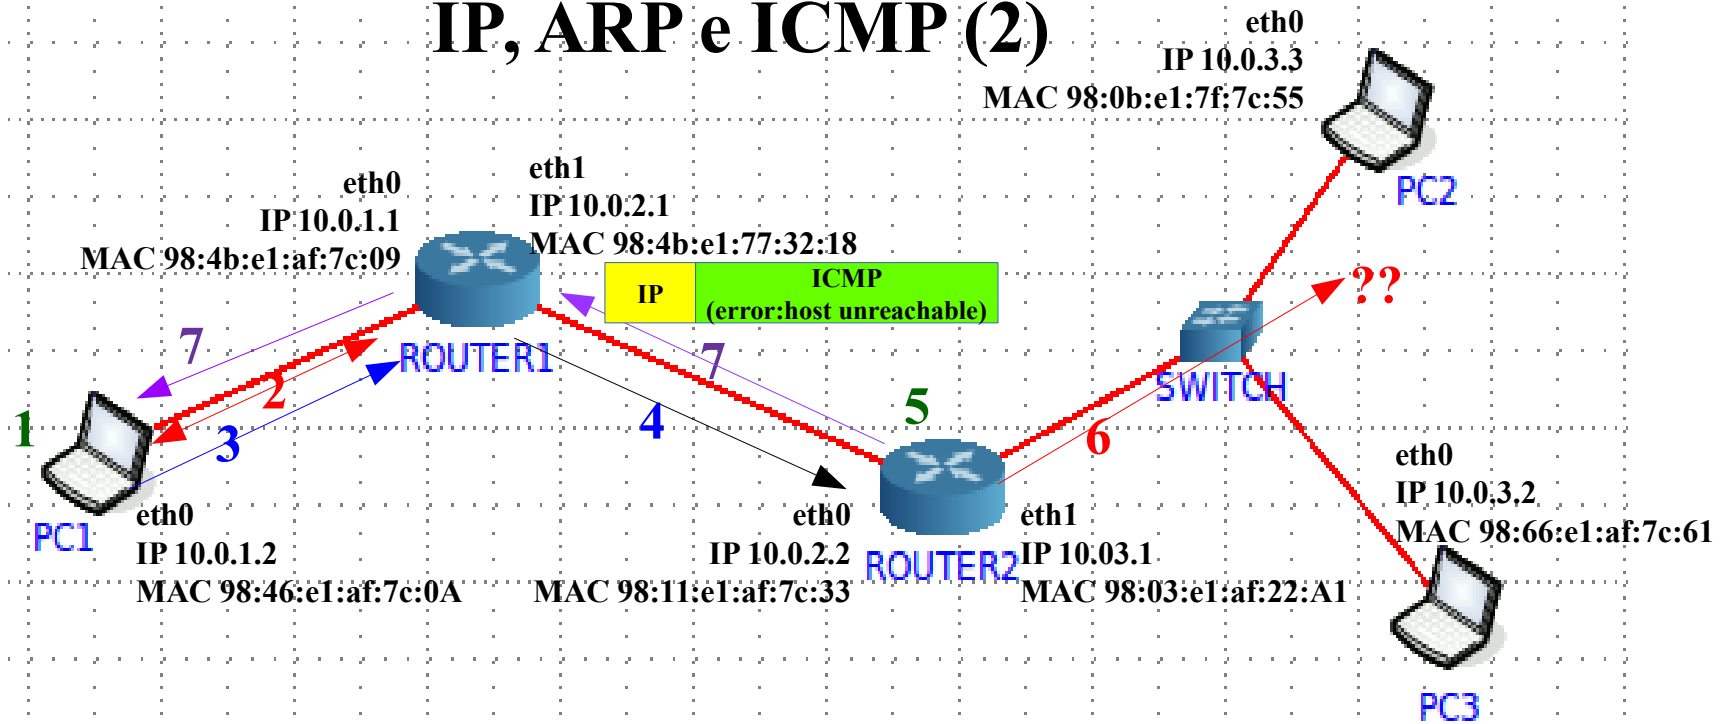 IP, ARP e ICMP (2)
eth0
IP 10.0.3.3
MAC 98:0b:e1:7f:7c:55
PC2
eth0
IP 10.0.1.1
MAC 98:4b:e1:af:7c:09
eth1
IP 10.0.2.1
MAC 98:4b:e1:77:32:18
IP
ICMP
(error:host unreachable)
??
ROUTER1
7
7
2
SWITCH
1
3
4
5
6
PC1
eth0
IP 10.0.1.2
MAC 98:46:e1:af:7c:0A
eth0
IP 10.0.2.2
MAC 98:11:e1:af:7c:33
ROUTER2
eth1
IP 10.03.1
MAC 98:03:e1:af:22:A1
eth0
IP 10.0.3.2
MAC 98:66:e1:af:7c:61
PC3